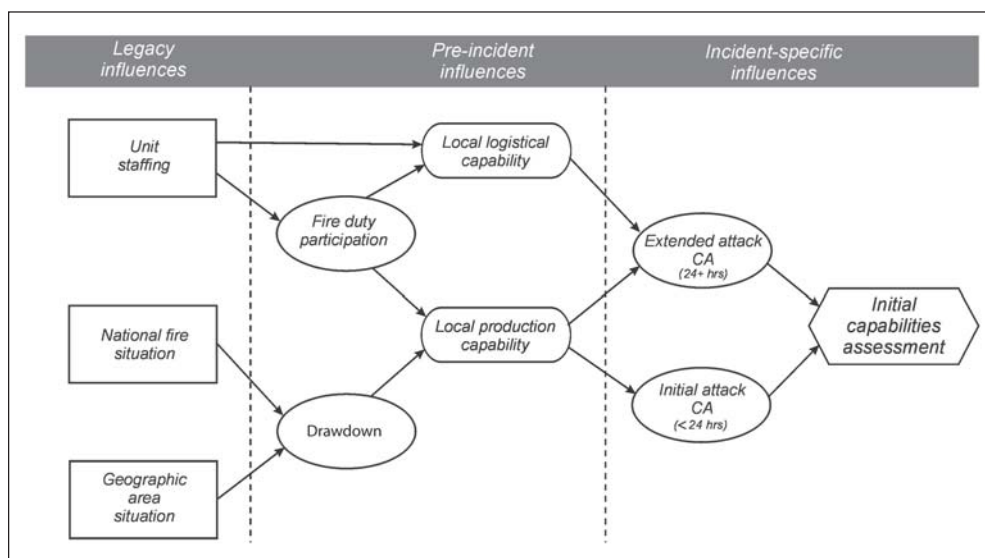 Legacy
influences
Pre-incident
influences
Incident-specific
influences
Unit
staffing
Local logistical
capability
Fire duty
participation
Extended attack
CA
(24+ hrs)
National fire
situation
Local production
capability
Initial
capabilities
assessment
Initial attack
CA
(< 24 hrs)
Drawdown
Geographic
area
situation